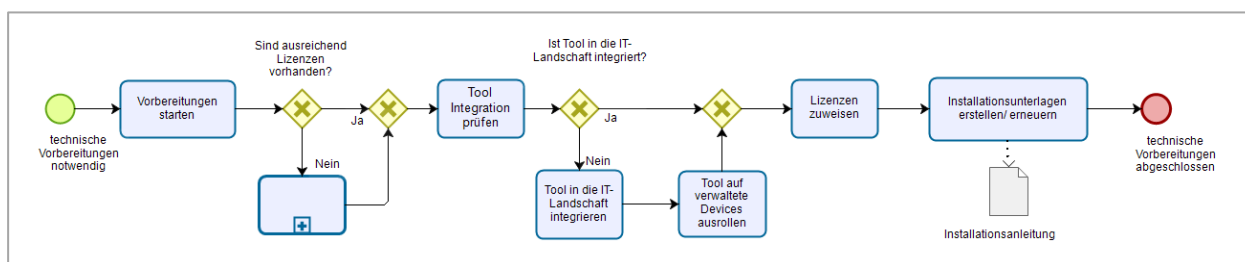 Sind ausreichend
Lizenzen
vorhanden?
Ist Tool in die IT-
Landschaft integriert?
technische
Vorbereitungen
notwendig
Vorbereitungen
starten
Ja
Nein
Tool
Integration
prüfen
Ja
Nein
Tool in die IT-
Landschaft
integrieren
Tool auf
verwaltete
Devices
ausrollen
Lizenzen
zuweisen
Installationsunterlagen
erstellen/ erneuern
Installationsanleitung
technische
Vorbereitungen
abgeschlossen